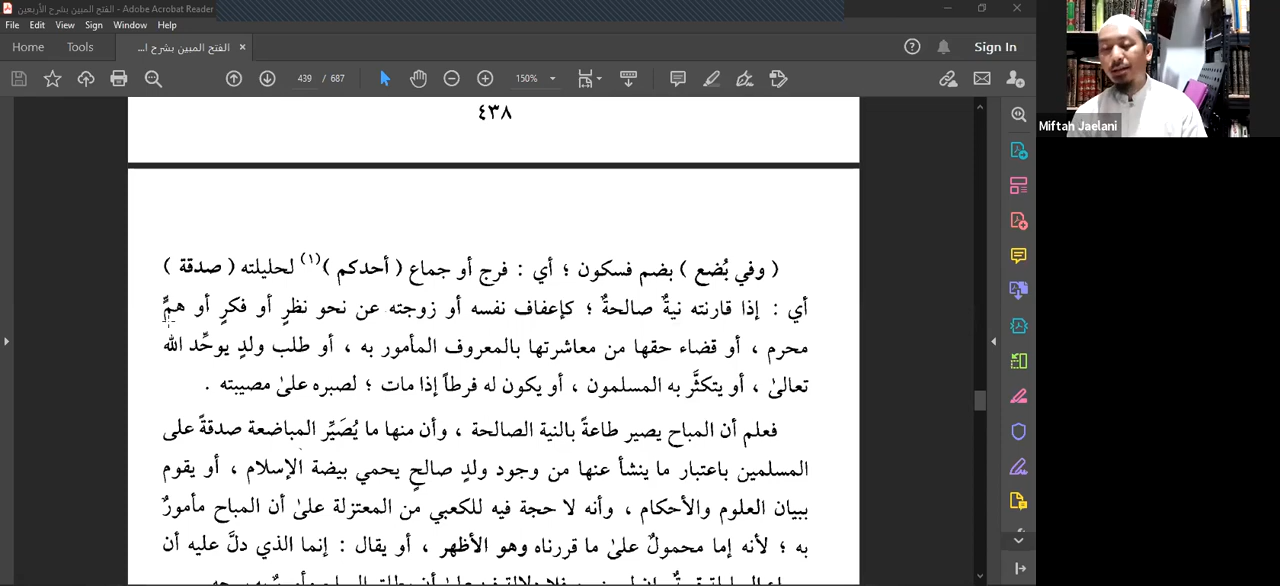 الفتح المبين بشرح الأربعين - Adobe Acrobat Reader
File Edit View Sign Window Help
Home Tools الفتح المبين بشرح ا... × Sign In
439 / 687 150%
Miftah Jaelani
٤٣٨
( وفي بُضع ) بضم فسكون ؛ أي : فرج أو جماع ( أحدكم )(١) لحليلته ( صدقة )
أي : إذا قارنته نيةٌ صالحةٌ ؛ كإعفاف نفسه أو زوجته عن نحو نظرٍ أو فكرٍ أو همٍّ
محرم ، أو قضاء حقها من معاشرتها بالمعروف المأمور به ، أو طلب ولدٍ يوحِّد الله
تعالىٰ ، أو يتكثَّر به المسلمون ، أو يكون له فرطاً إذا مات ؛ لصبره علىٰ مصيبته .
فعلم أن المباح يصير طاعةً بالنية الصالحة ، وأن منها ما يُصَيِّر المباضعة صدقةً على
المسلمين باعتبار ما ينشأ عنها من وجود ولدٍ صالحٍ يحمي بيضة الإسلام ، أو يقوم
ببيان العلوم والأحكام ، وأنه لا حجة فيه للكعبي من المعتزلة علىٰ أن المباح مأمورٌ
به ؛ لأنه إما محمولٌ علىٰ ما قررناه وهو الأظهر ، أو يقال : إنما الذي دلَّ عليه أن